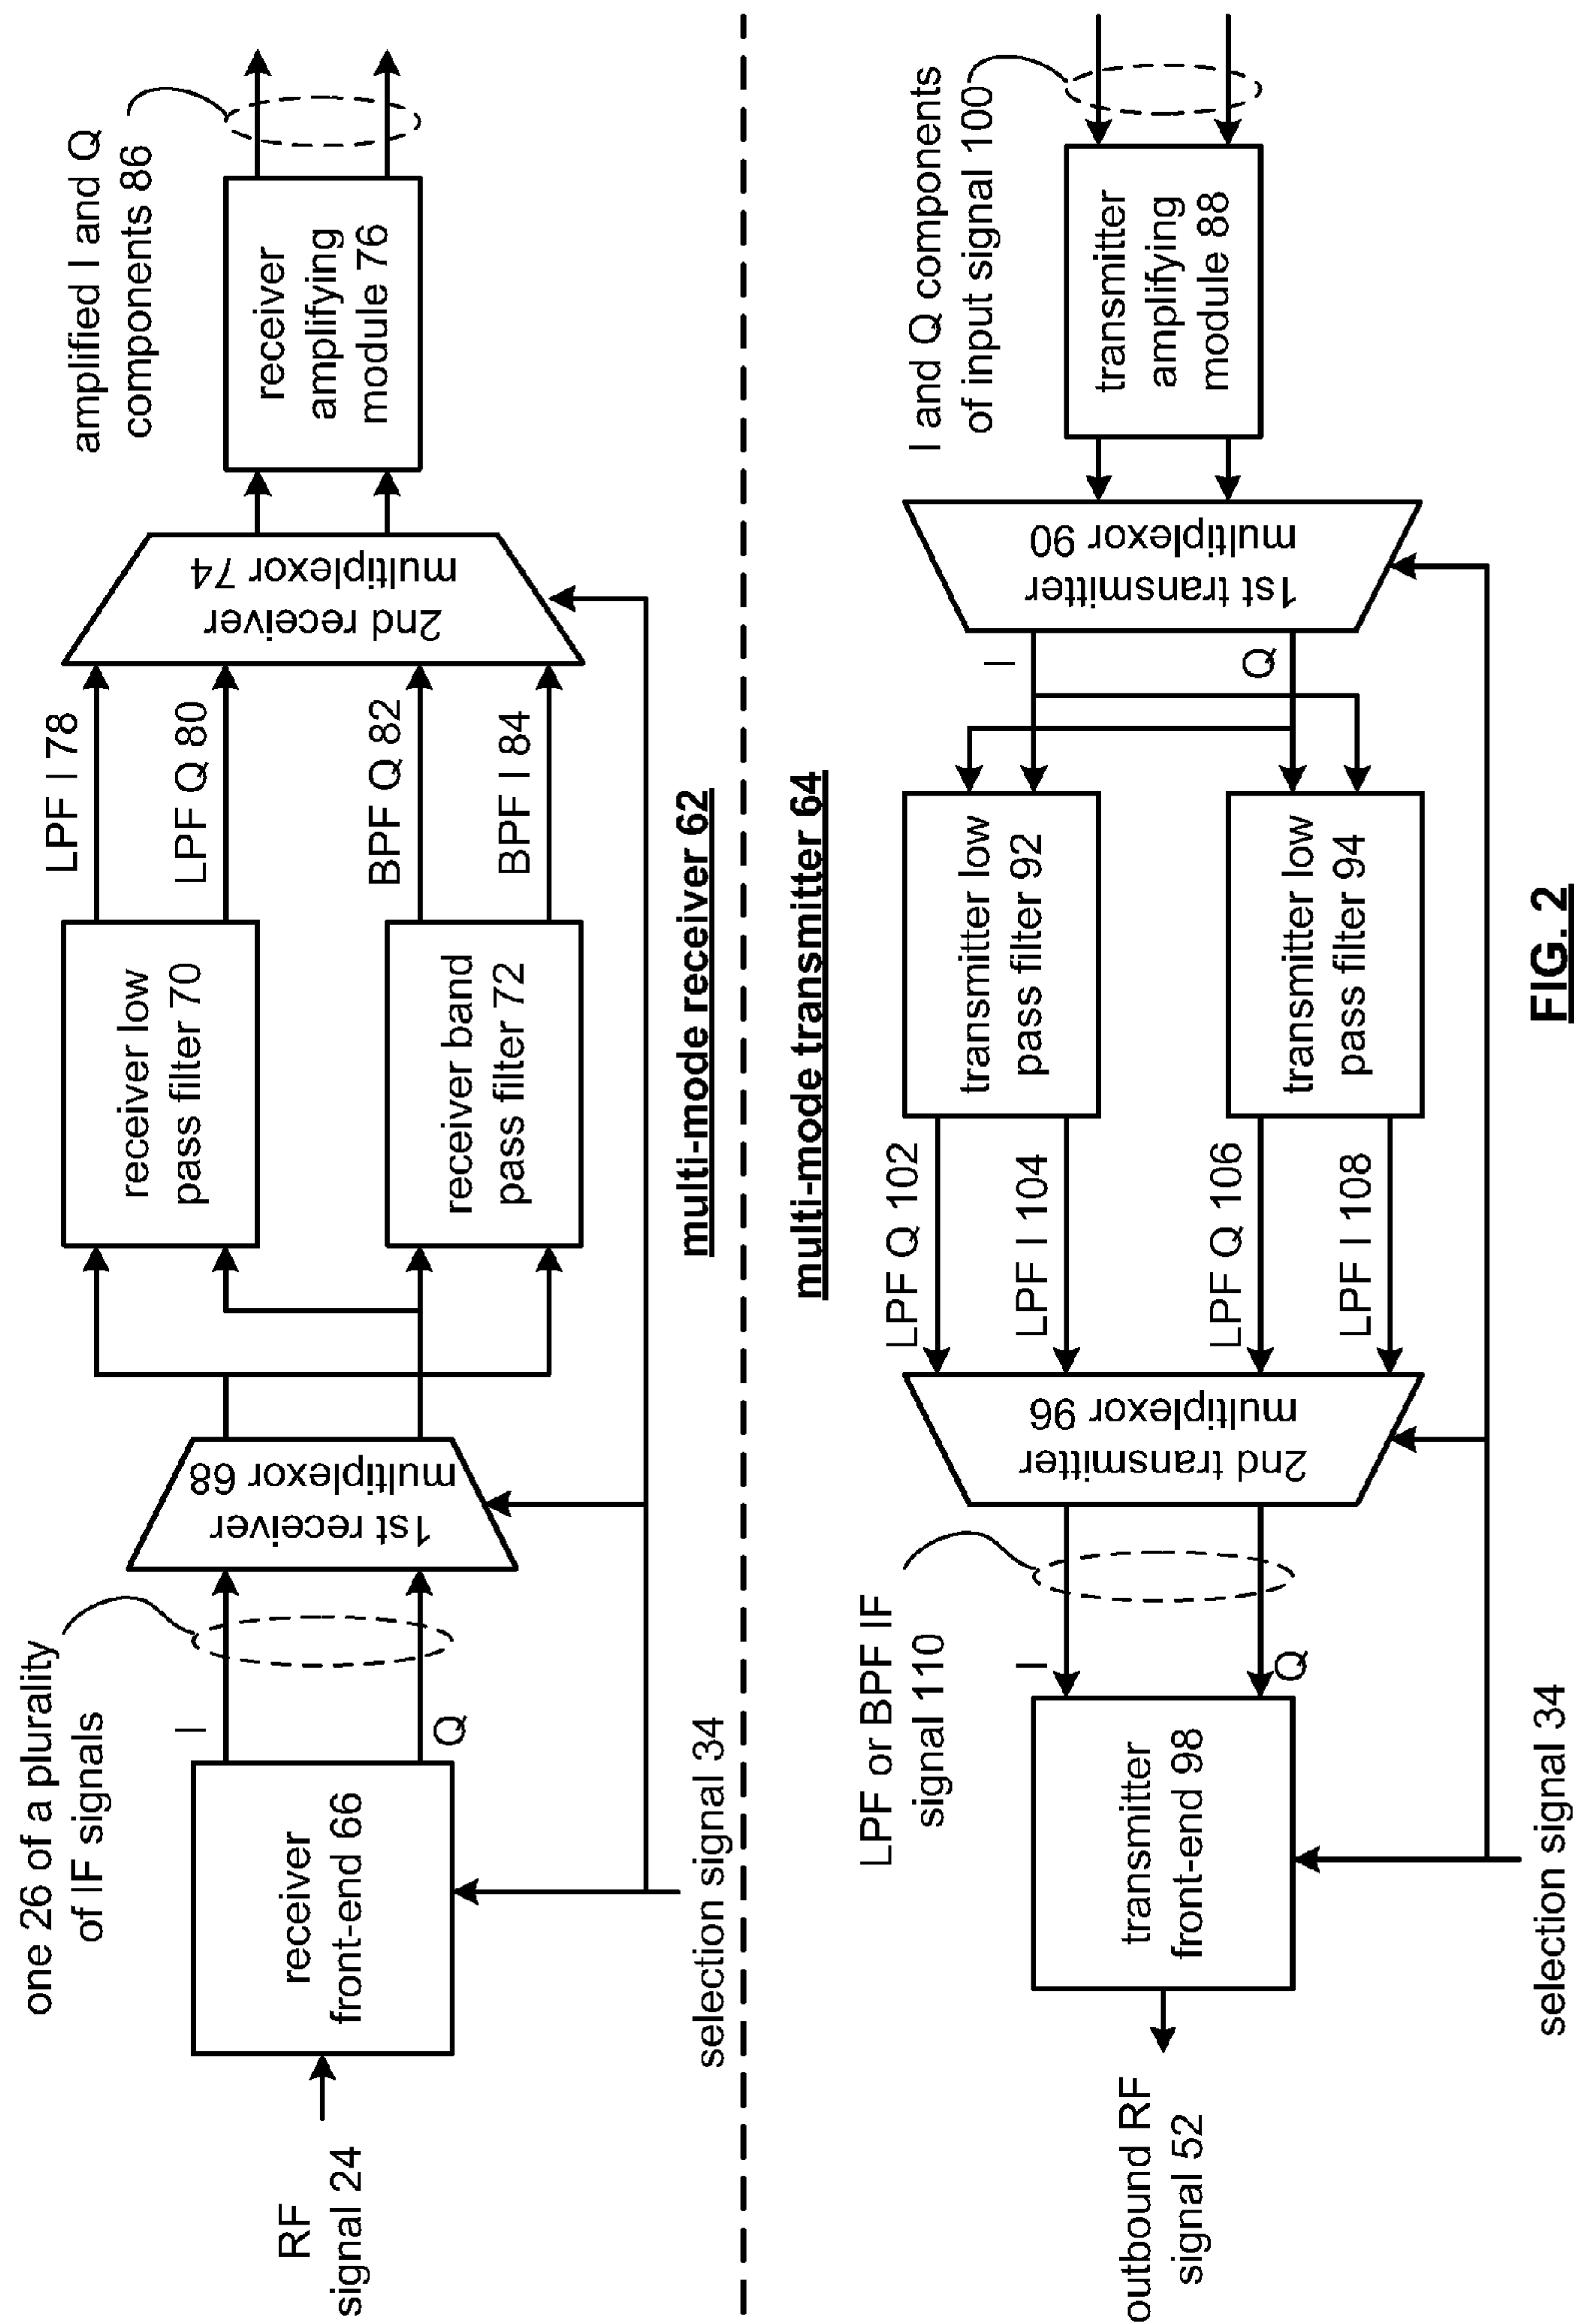 one 26 of a plurality
of IF signals
amplified I and Q
components 86
RF
signal 24
receiver
front-end 66
I
Q
1st receiver
multiplexor 68
receiver low
pass filter 70
receiver band
pass filter 72
LPF I 78
LPF Q 80
BPF Q 82
BPF I 84
2nd receiver
multiplexor 74
receiver
amplifying
module 76
selection signal 34
multi-mode receiver 62
multi-mode transmitter 64
LPF or BPF IF
signal 110
I and Q components
of input signal 100
outbound RF
signal 52
transmitter
front-end 98
I
Q
2nd transmitter
multiplexor 96
LPF Q 102
LPF I 104
LPF Q 106
LPF I 108
transmitter low
pass filter 92
transmitter low
pass filter 94
I
Q
1st transmitter
multiplexor 90
transmitter
amplifying
module 88
selection signal 34
FIG. 2